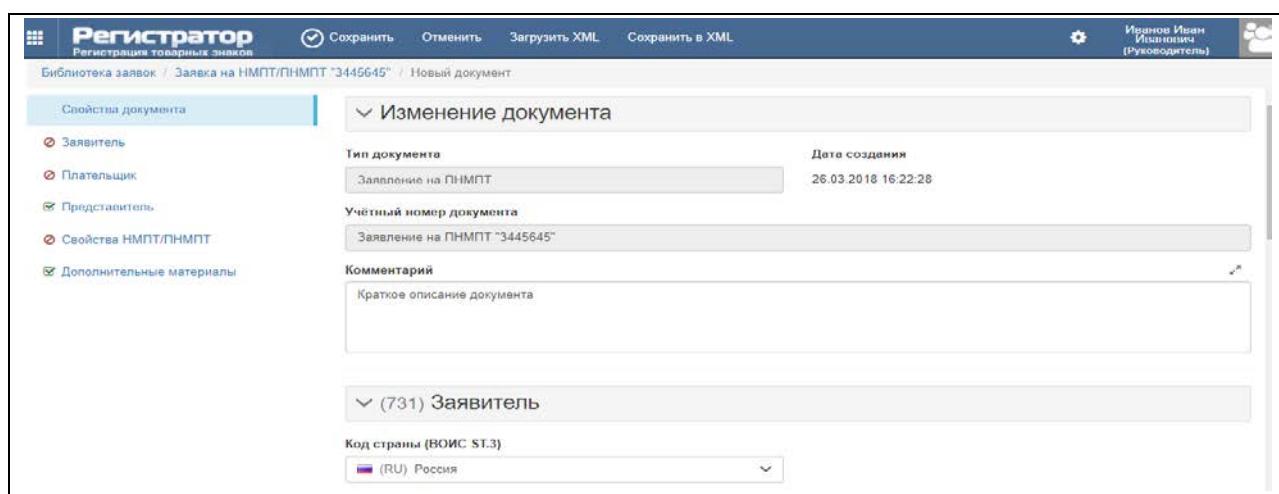 Регистратор
Регистрация товарных знаков
Сохранить Отменить Загрузить XML Сохранить в XML
Иванов Иван
Иванович
(Руководитель)
Библиотека заявок / Заявка на НМПТ/ПНМПТ "3445645" / Новый документ
Свойства документа
Заявитель
Плательщик
Представитель
Свойства НМПТ/ПНМПТ
Дополнительные материалы
Изменение документа
Тип документа Дата создания
Заявление на ПНМПТ 26.03.2018 16:22:28
Учётный номер документа
Заявление на ПНМПТ "3445645"
Комментарий
Краткое описание документа
(731) Заявитель
Код страны (ВОИС ST.3)
(RU) Россия